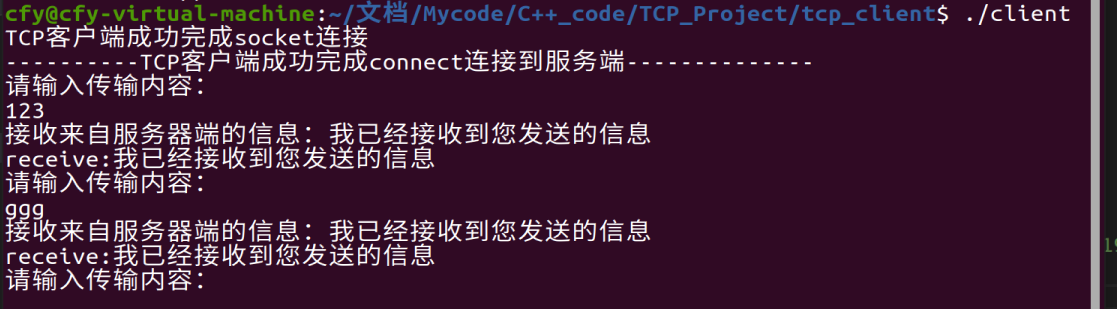 cfy@cfy-virtual-machine:~/文档/Mycode/C++_code/TCP_Project/tcp_client$ ./client
TCP客户端成功完成socket连接
----------TCP客户端成功完成connect连接到服务端--------------
请输入传输内容：
123
接收来自服务器端的信息：我已经接收到您发送的信息
receive:我已经接收到您发送的信息
请输入传输内容：
ggg
接收来自服务器端的信息：我已经接收到您发送的信息
receive:我已经接收到您发送的信息
请输入传输内容：